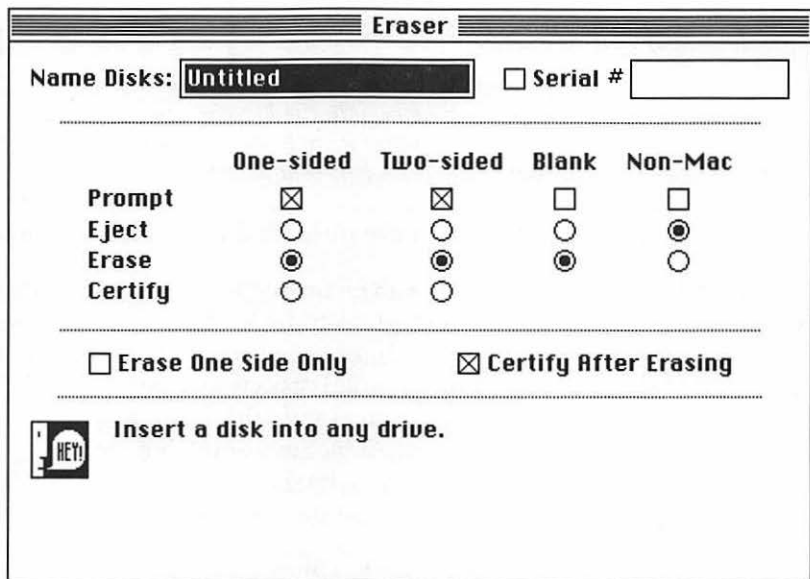 Eraser
Name Disks: Untitled Serial #
One-sided Two-sided Blank Non-Mac
Prompt
Eject
Erase
Certify
Erase One Side Only Certify After Erasing
HEY! Insert a disk into any drive.